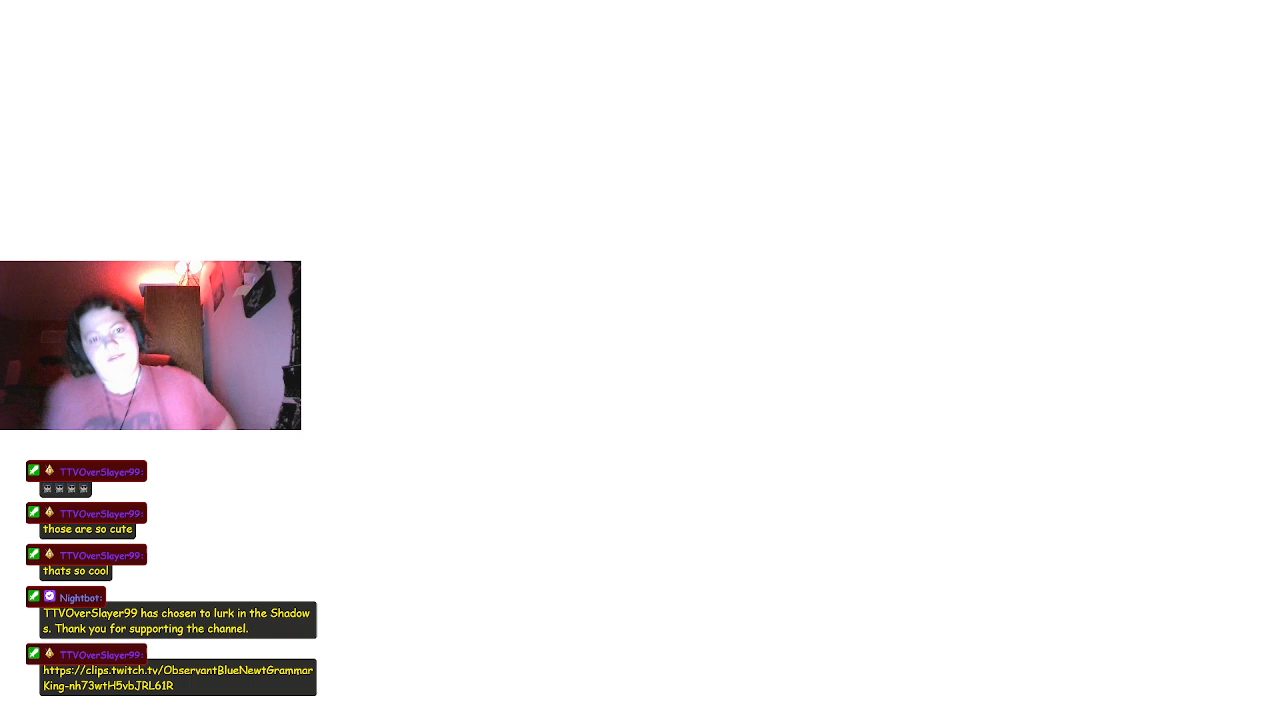 TTVOverSlayer99:
TTVOverSlayer99:
those are so cute
TTVOverSlayer99:
thats so cool
Nightbot:
TTVOverSlayer99 has chosen to lurk in the Shadow
s. Thank you for supporting the channel.
TTVOverSlayer99:
https://clips.twitch.tv/ObservantBlueNewtGrammar
King-nh73wtH5vbJRL61R